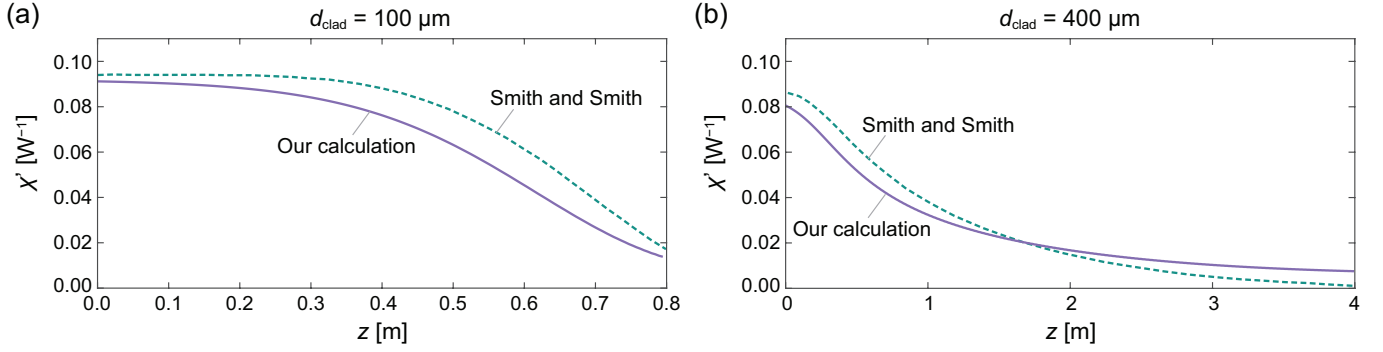 (a)
d_clad = 100 μm
0.10
0.08
0.06
0.04
0.02
0.00
χ' [W⁻¹]
Smith and Smith
Our calculation
0.0 0.1 0.2 0.3 0.4 0.5 0.6 0.7 0.8
z [m]
(b)
d_clad = 400 μm
0.10
0.08
0.06
0.04
0.02
0.00
χ' [W⁻¹]
Smith and Smith
Our calculation
0 1 2 3 4
z [m]